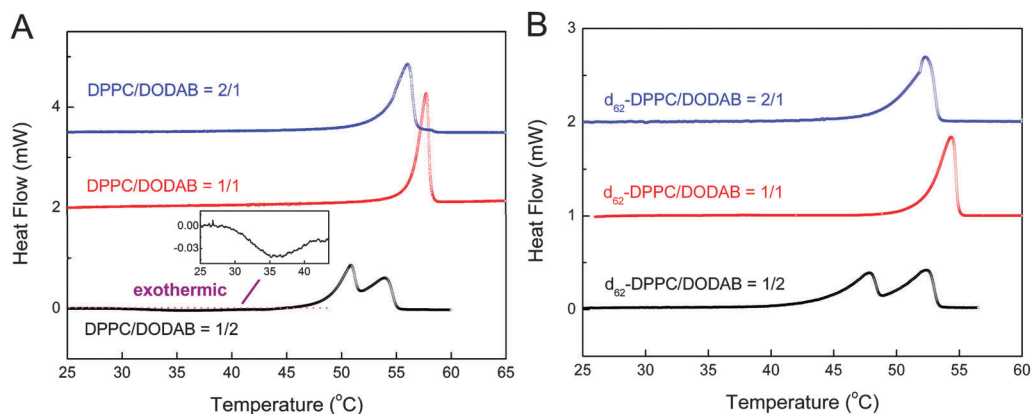 A
Heat Flow (mW)
4
2
0
DPPC/DODAB = 2/1
DPPC/DODAB = 1/1
0.00
-0.03
25 30 35 40
exothermic
DPPC/DODAB = 1/2
25 30 35 40 45 50 55 60 65
Temperature (°C)
B
Heat Flow (mW)
3
2
1
0
d62-DPPC/DODAB = 2/1
d62-DPPC/DODAB = 1/1
d62-DPPC/DODAB = 1/2
25 30 35 40 45 50 55 60
Temperature (°C)